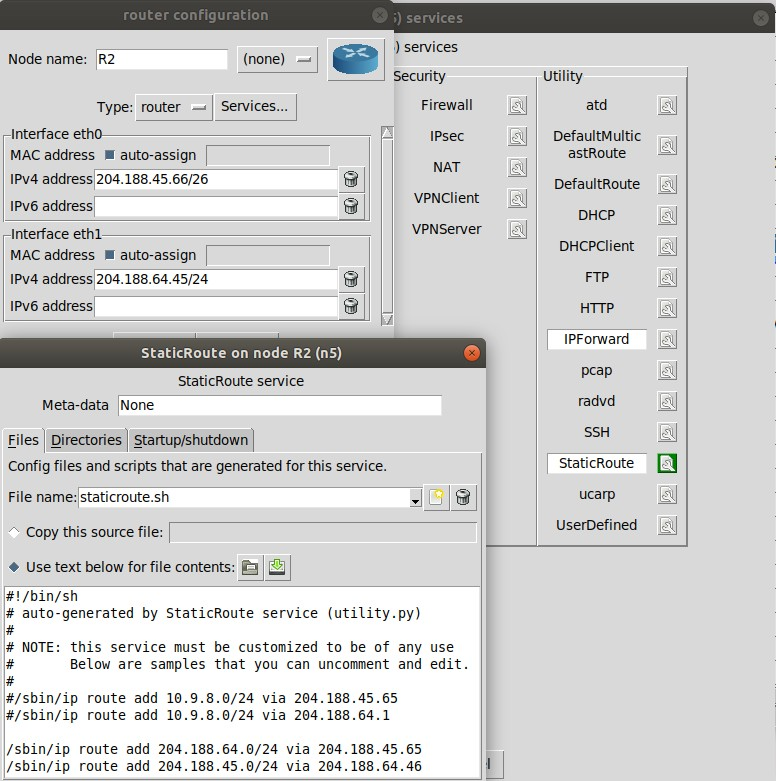 router configuration
Node name: R2 (none)
Type: router Services...
Interface eth0
MAC address auto-assign
IPv4 address 204.188.45.66/26
IPv6 address
Interface eth1
MAC address auto-assign
IPv4 address 204.188.64.45/24
IPv6 address
) services
) services
Security
Firewall
IPsec
NAT
VPNClient
VPNServer
Utility
atd
DefaultMultic
astRoute
DefaultRoute
DHCP
DHCPClient
FTP
HTTP
IPForward
pcap
radvd
SSH
StaticRoute
ucarp
UserDefined
StaticRoute on node R2 (n5)
StaticRoute service
Meta-data None
Files Directories Startup/shutdown
Config files and scripts that are generated for this service.
File name: staticroute.sh
Copy this source file:
Use text below for file contents:
#!/bin/sh
# auto-generated by StaticRoute service (utility.py)
#
# NOTE: this service must be customized to be of any use
#       Below are samples that you can uncomment and edit.
#
#/sbin/ip route add 10.9.8.0/24 via 204.188.45.65
#/sbin/ip route add 10.9.8.0/24 via 204.188.64.1
/sbin/ip route add 204.188.64.0/24 via 204.188.45.65
/sbin/ip route add 204.188.45.0/24 via 204.188.64.46